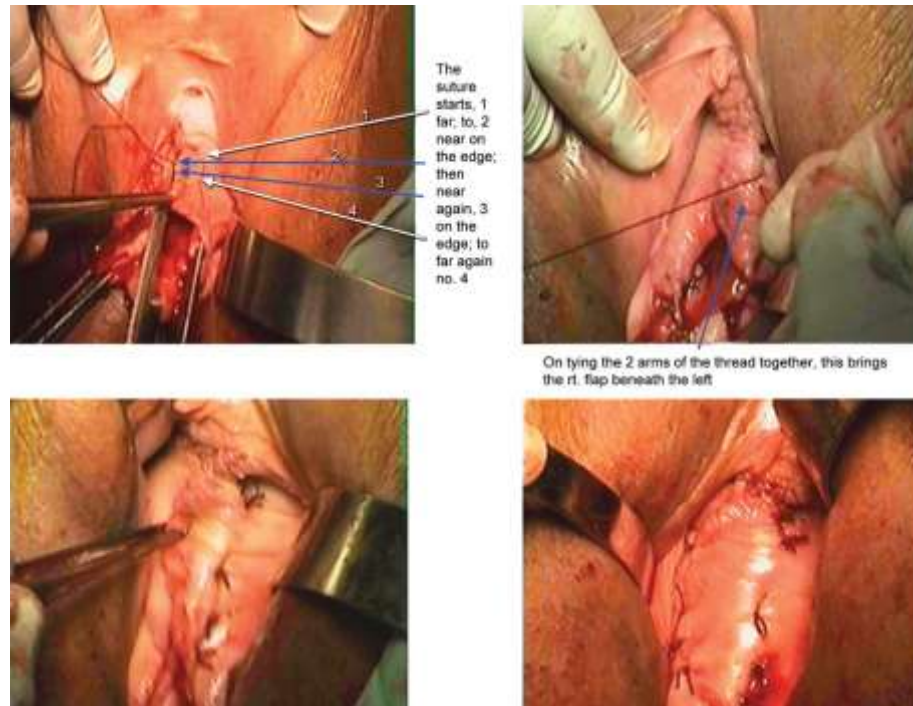 The
suture
starts, 1
far; to, 2
near on
the edge;
then
near
again, 3
on the
edge; to
far again
no. 4
1
2
3
4
On tying the 2 arms of the thread together, this brings
the rt. flap beneath the left